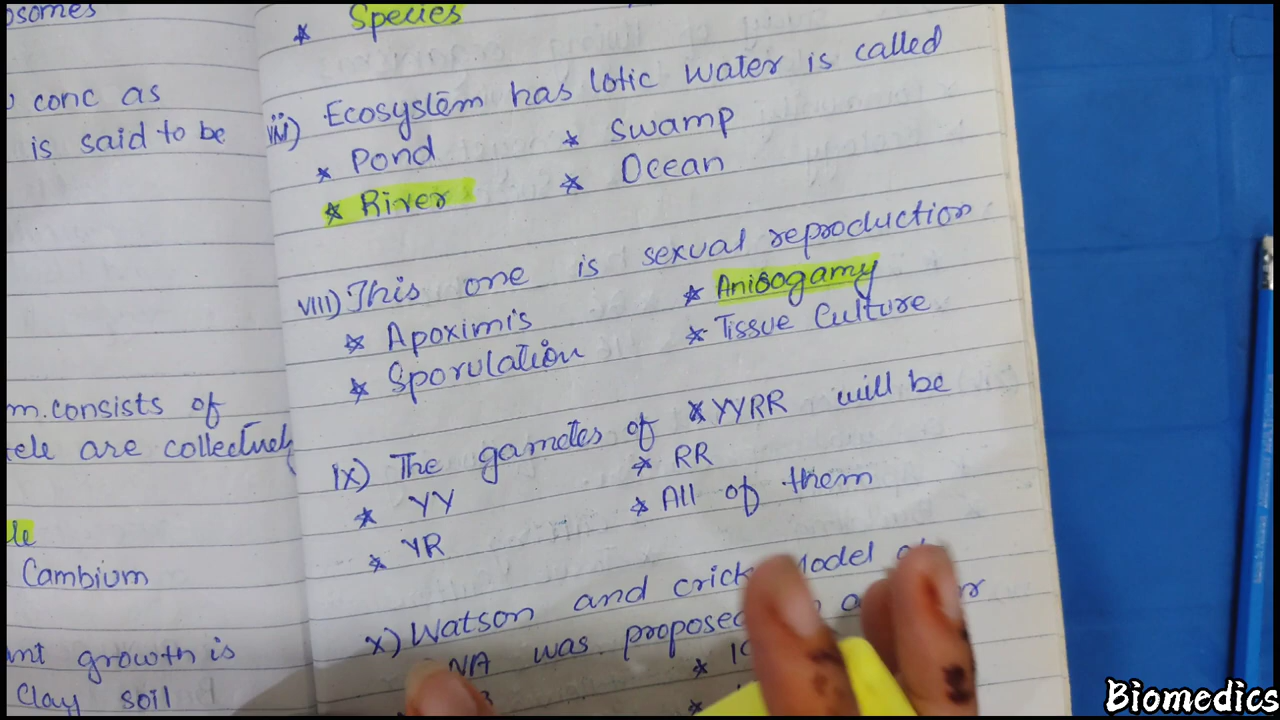 osomes
conc as
is said to be
m. consists of
tele are collectively
le
Cambium
growth is
Clay soil
* Species
vii) Ecosystem has lotic water is called
* Pond * Swamp
* River * Ocean
VIII) This one is sexual reproduction
* Apoximis * Anisogamy
* Sporulation * Tissue Culture
IX) The gametes of *YYRR will be
* YY * RR
* YR * All of them
X) Watson and crick Model
NA was proposed
Biomedics